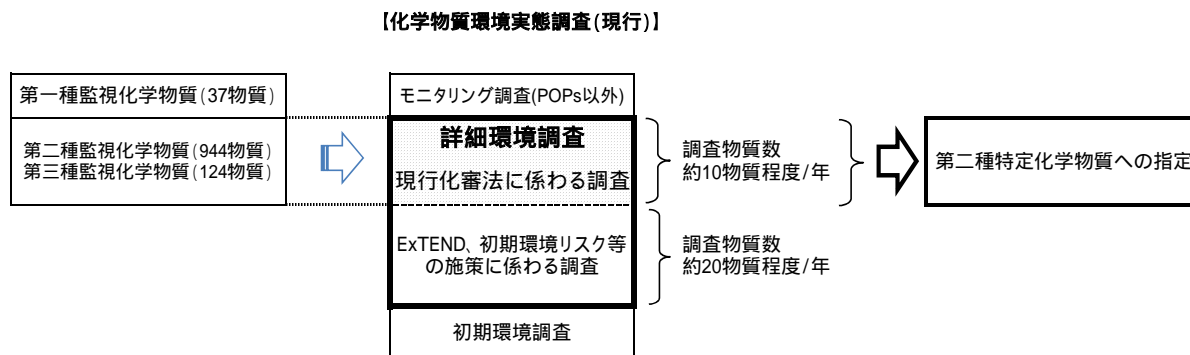 【化学物質環境実態調査(現行)】
第一種監視化学物質(37物質)
第二種監視化学物質(944物質)
第三種監視化学物質(124物質)
モニタリング調査(POPs以外)
詳細環境調査
現行化審法に係わる調査
ExTEND、初期環境リスク等
の施策に係わる調査
初期環境調査
調査物質数
約10物質程度/年
調査物質数
約20物質程度/年
第二種特定化学物質への指定